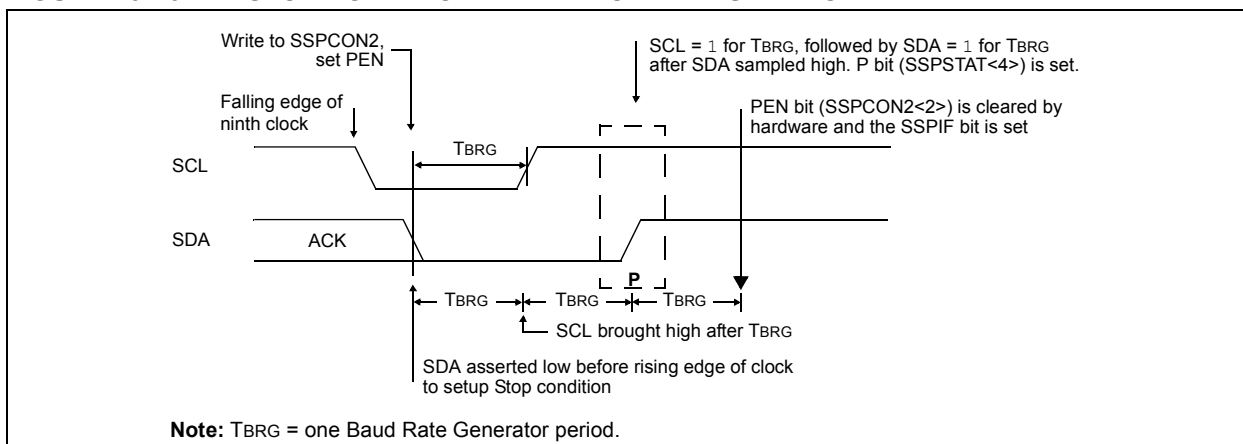 Write to SSPCON2,
set PEN
SCL = 1 for TBRG, followed by SDA = 1 for TBRG
after SDA sampled high. P bit (SSPSTAT<4>) is set.
Falling edge of
ninth clock
PEN bit (SSPCON2<2>) is cleared by
hardware and the SSPIF bit is set
TBRG
SCL
SDA
ACK
P
TBRG
TBRG
TBRG
SCL brought high after TBRG
SDA asserted low before rising edge of clock
to setup Stop condition
Note: TBRG = one Baud Rate Generator period.